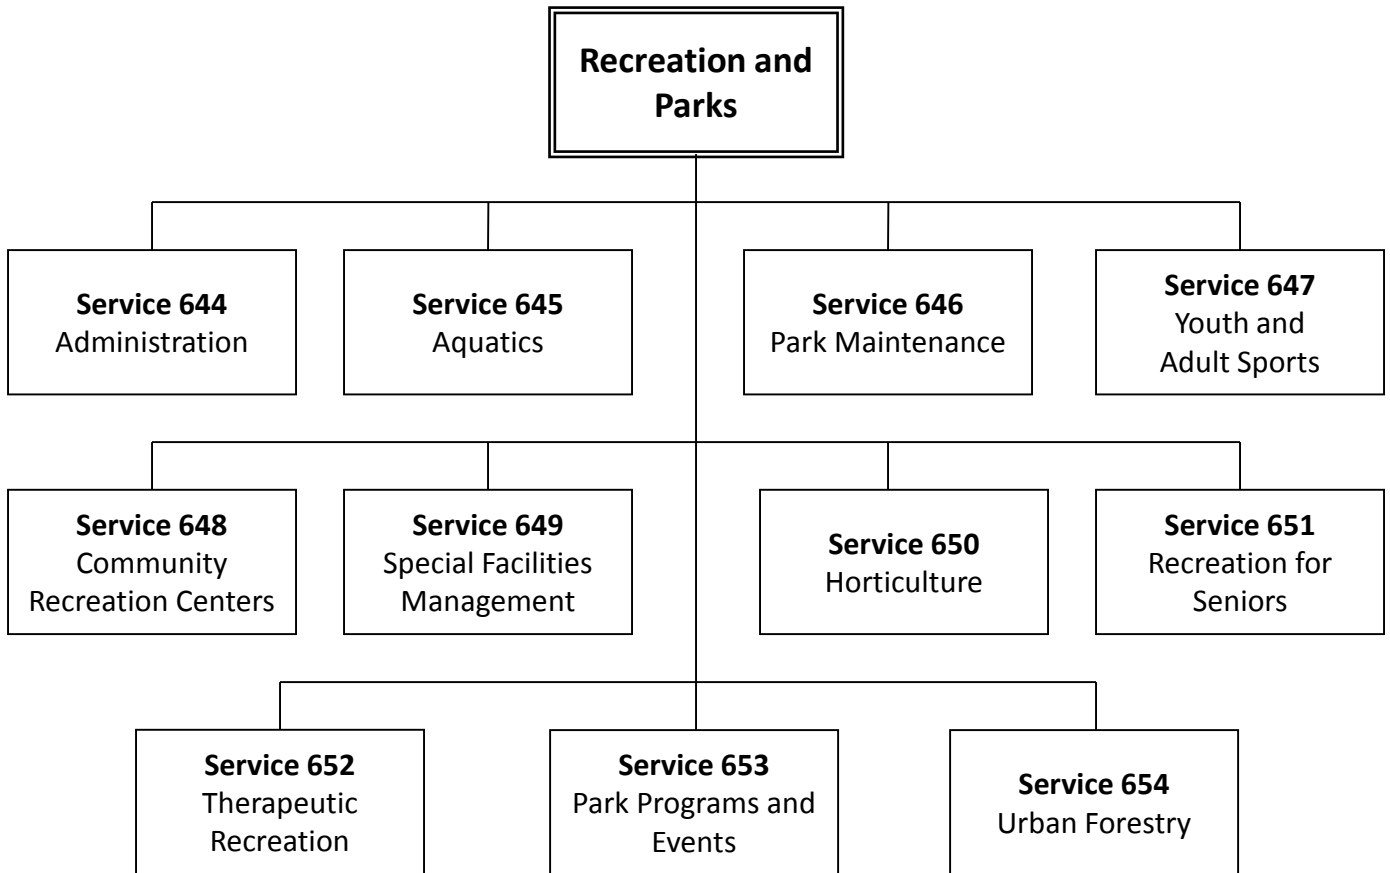 Recreation and
Parks
Service 644
Administration
Service 645
Aquatics
Service 646
Park Maintenance
Service 647
Youth and
Adult Sports
Service 648
Community
Recreation Centers
Service 649
Special Facilities
Management
Service 650
Horticulture
Service 651
Recreation for
Seniors
Service 652
Therapeutic
Recreation
Service 653
Park Programs and
Events
Service 654
Urban Forestry